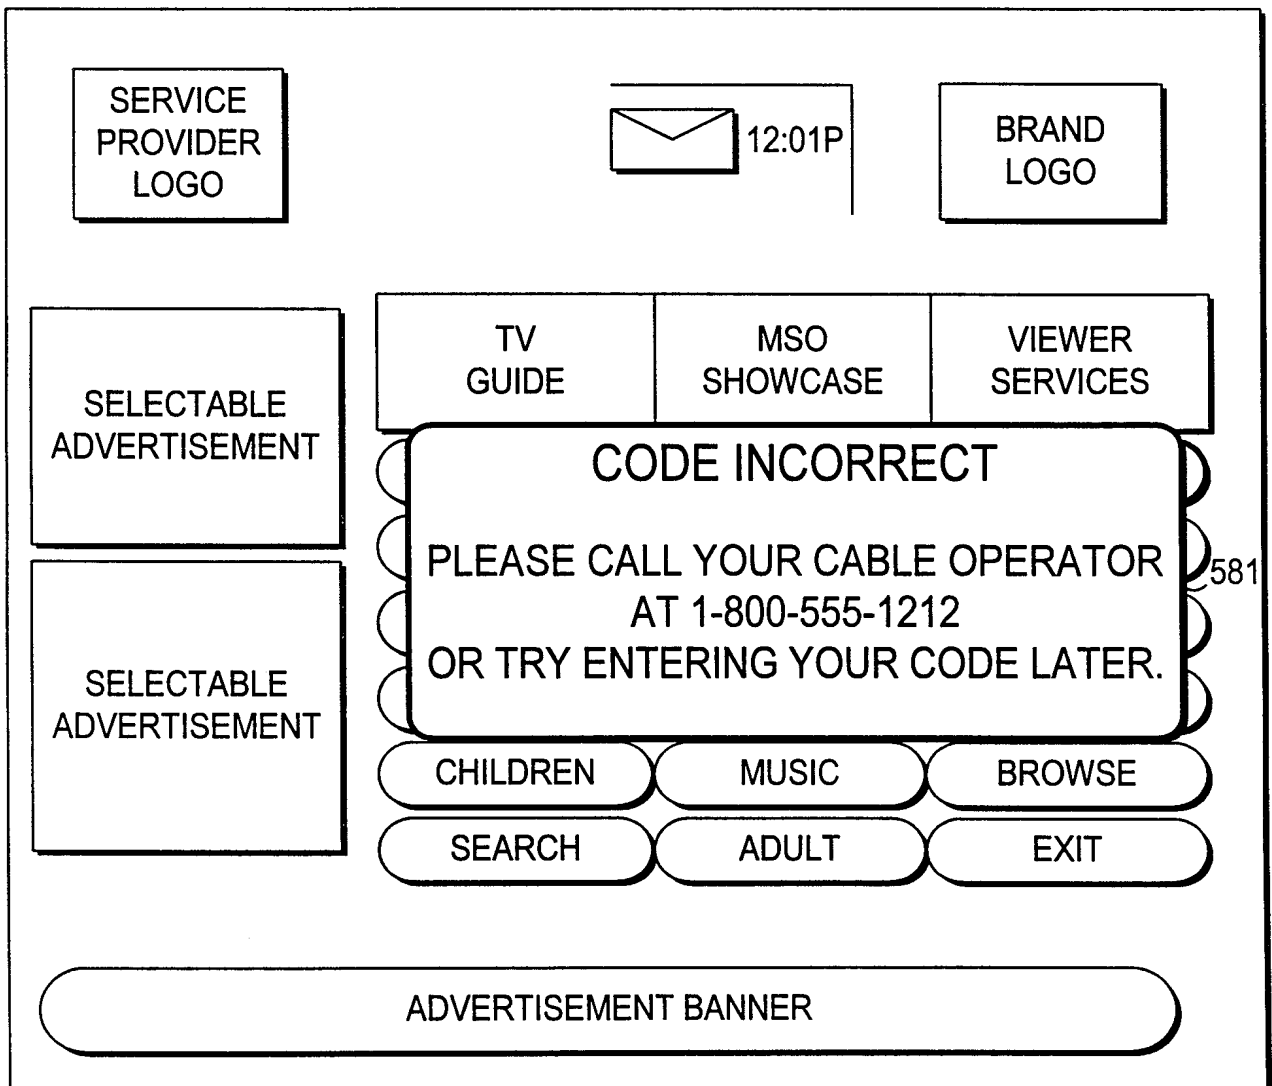 SERVICE
PROVIDER
LOGO
12:01P
BRAND
LOGO
SELECTABLE
ADVERTISEMENT
SELECTABLE
ADVERTISEMENT
TV
GUIDE
MSO
SHOWCASE
VIEWER
SERVICES
CODE INCORRECT
PLEASE CALL YOUR CABLE OPERATOR
AT 1-800-555-1212
OR TRY ENTERING YOUR CODE LATER.
581
CHILDREN
MUSIC
BROWSE
SEARCH
ADULT
EXIT
ADVERTISEMENT BANNER